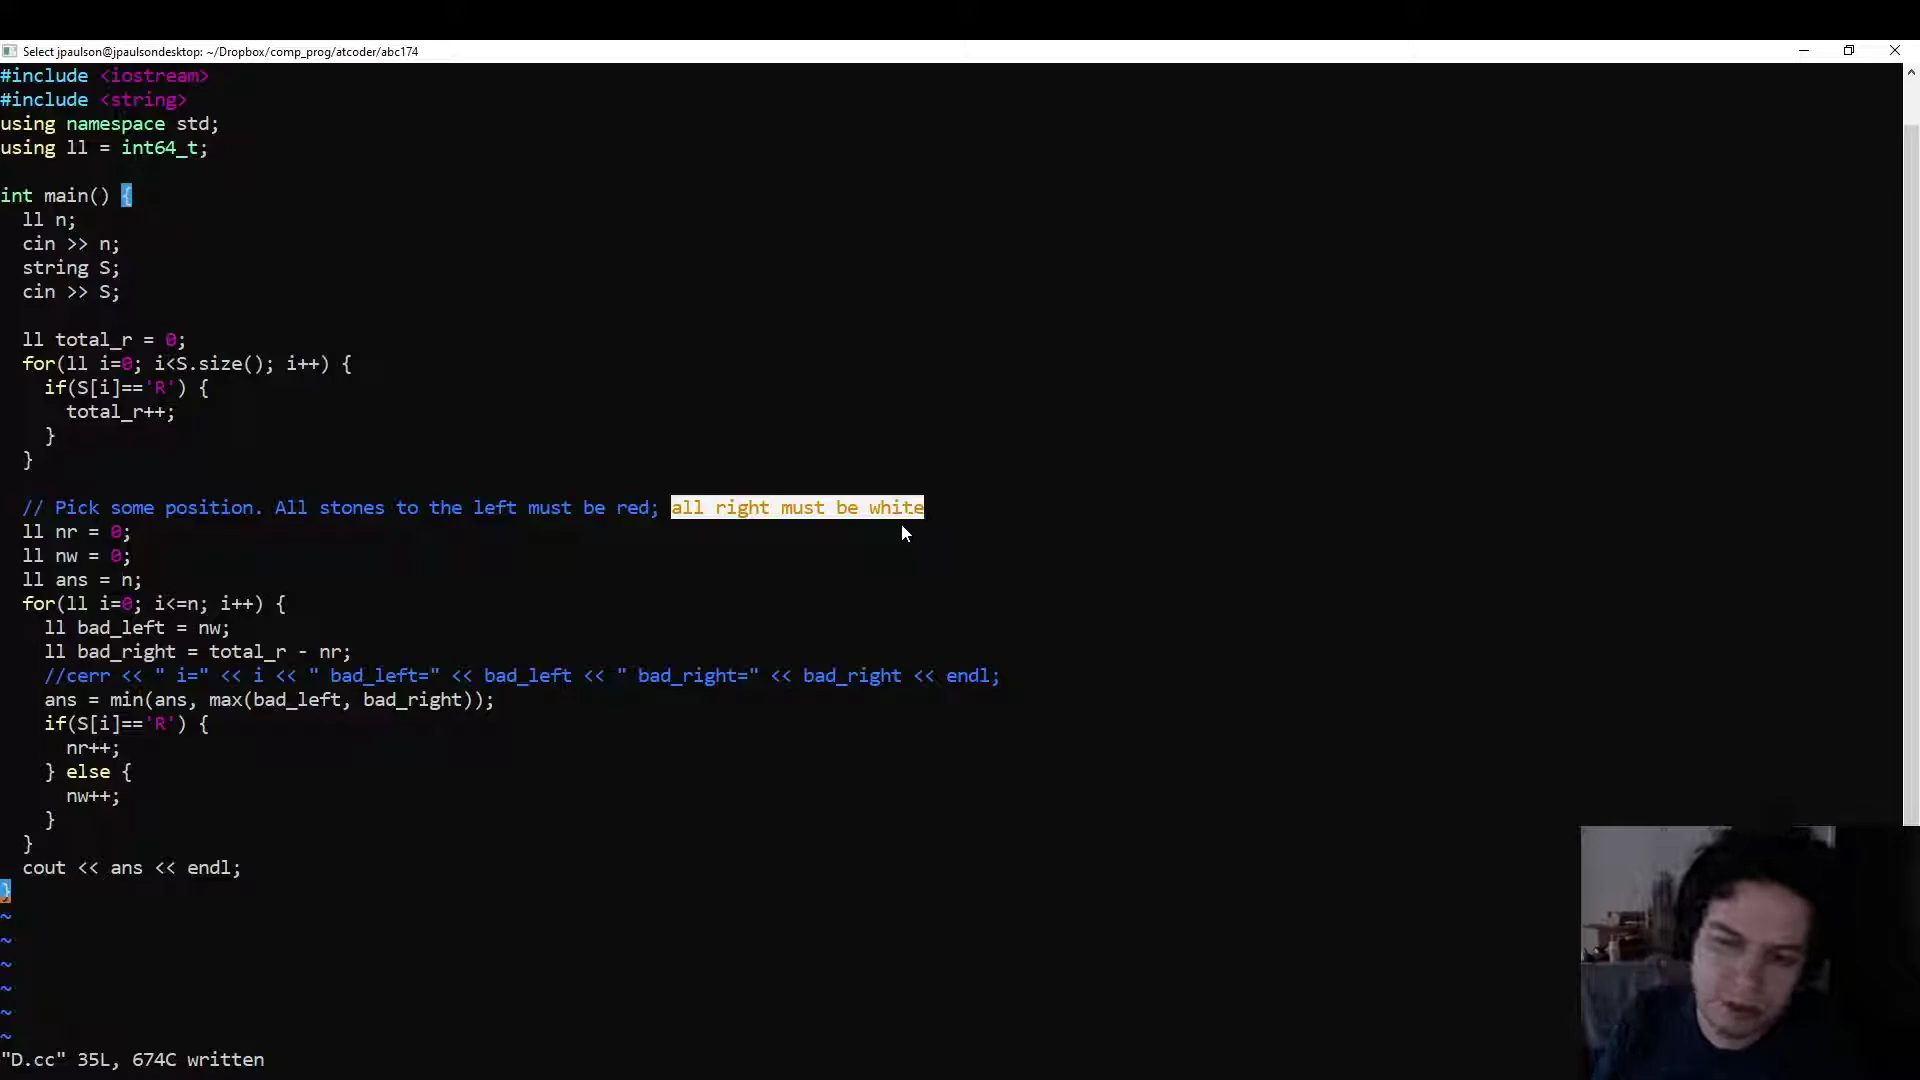 Select jpaulson@jpaulsondesktop: ~/Dropbox/comp_prog/atcoder/abc174
#include <iostream>
#include <string>
using namespace std;
using ll = int64_t;
int main() {
  ll n;
  cin >> n;
  string S;
  cin >> S;
  ll total_r = 0;
  for(ll i=0; i<S.size(); i++) {
    if(S[i]=='R') {
      total_r++;
    }
  }
  // Pick some position. All stones to the left must be red; all right must be white
  ll nr = 0;
  ll nw = 0;
  ll ans = n;
  for(ll i=0; i<=n; i++) {
    ll bad_left = nw;
    ll bad_right = total_r - nr;
    //cerr << " i=" << i << " bad_left=" << bad_left << " bad_right=" << bad_right << endl;
    ans = min(ans, max(bad_left, bad_right));
    if(S[i]=='R') {
      nr++;
    } else {
      nw++;
    }
  }
  cout << ans << endl;
}
~
~
~
~
~
~
"D.cc" 35L, 674C written